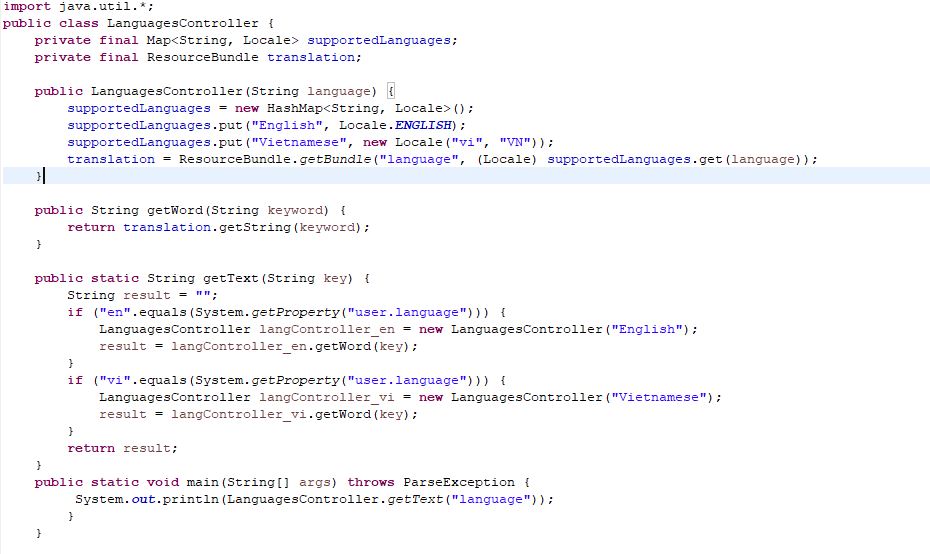 import java.util.*;
public class LanguagesController {
    private final Map<String, Locale> supportedLanguages;
    private final ResourceBundle translation;

    public LanguagesController(String language) {
        supportedLanguages = new HashMap<String, Locale>();
        supportedLanguages.put("English", Locale.ENGLISH);
        supportedLanguages.put("Vietnamese", new Locale("vi", "VN"));
        translation = ResourceBundle.getBundle("language", (Locale) supportedLanguages.get(language));
    }

    public String getWord(String keyword) {
        return translation.getString(keyword);
    }

    public static String getText(String key) {
        String result = "";
        if ("en".equals(System.getProperty("user.language"))) {
            LanguagesController langController_en = new LanguagesController("English");
            result = langController_en.getWord(key);
        }
        if ("vi".equals(System.getProperty("user.language"))) {
            LanguagesController langController_vi = new LanguagesController("Vietnamese");
            result = langController_vi.getWord(key);
        }
        return result;
    }
    public static void main(String[] args) throws ParseException {
         System.out.println(LanguagesController.getText("language"));
        }
    }